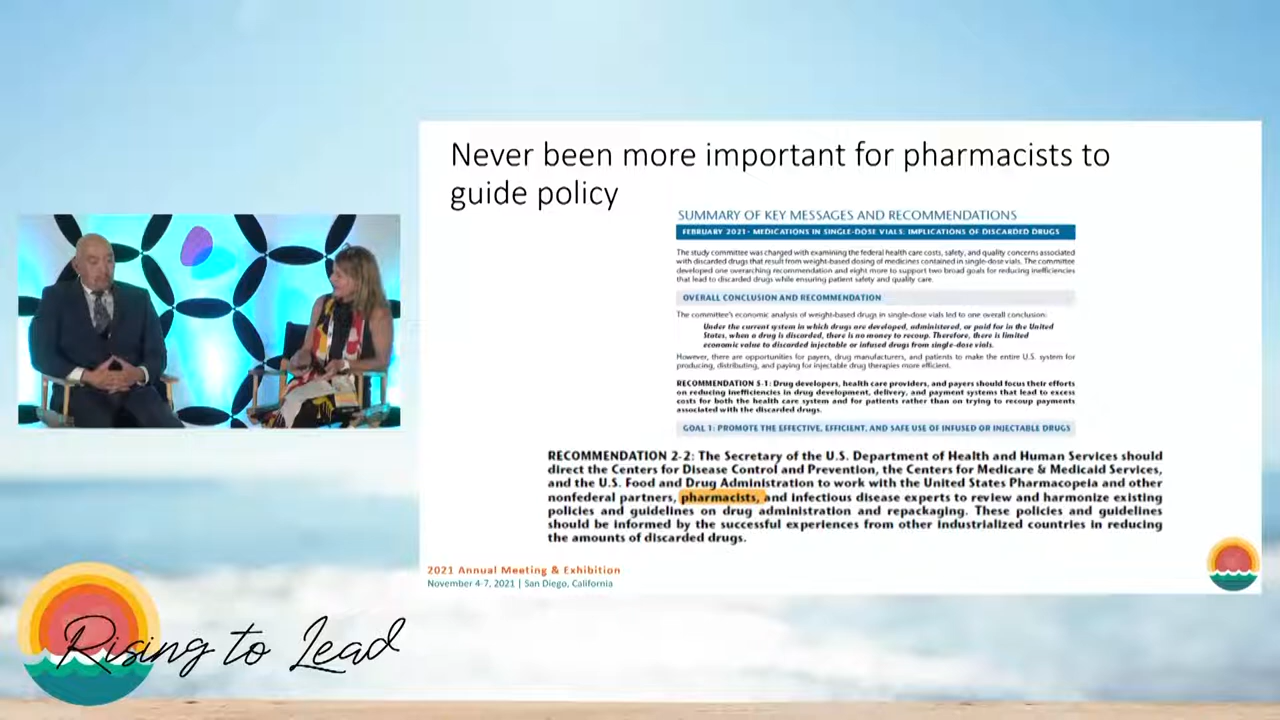 Never been more important for pharmacists to
guide policy
SUMMARY OF KEY MESSAGES AND RECOMMENDATIONS
FEBRUARY 2021 - MEDICATIONS IN SINGLE-DOSE VIALS: IMPLICATIONS OF DISCARDED DRUGS
The study committee was charged with examining the federal health care costs, safety, and quality concerns associated
with discarded drugs that result from weight-based dosing of medicines contained in single-dose vials. The committee
developed one overarching recommendation and eight more to support two broad goals for reducing inefficiencies
that lead to discarded drugs while ensuring patient safety and quality care.
OVERALL CONCLUSION AND RECOMMENDATION
The committee's economic analysis of weight-based drugs in single-dose vials led to one overall conclusion:
Under the current system in which drugs are developed, administered, or paid for in the United
States, when a drug is discarded, there is no money to recoup. Therefore, there is limited
economic value to discarded injectable or infused drugs from single-dose vials.
However, there are opportunities for payers, drug manufacturers, and patients to make the entire U.S. system for
producing, distributing, and paying for injectable drug therapies more efficient.
RECOMMENDATION 5-1: Drug developers, health care providers, and payers should focus their efforts
on reducing inefficiencies in drug development, delivery, and payment systems that lead to excess
costs for both the health care system and for patients rather than on trying to recoup payments
associated with the discarded drugs.
GOAL 1: PROMOTE THE EFFECTIVE, EFFICIENT, AND SAFE USE OF INFUSED OR INJECTABLE DRUGS
RECOMMENDATION 2-2: The Secretary of the U.S. Department of Health and Human Services should
direct the Centers for Disease Control and Prevention, the Centers for Medicare & Medicaid Services,
and the U.S. Food and Drug Administration to work with the United States Pharmacopeia and other
nonfederal partners, pharmacists, and infectious disease experts to review and harmonize existing
policies and guidelines on drug administration and repackaging. These policies and guidelines
should be informed by the successful experiences from other industrialized countries in reducing
the amounts of discarded drugs.
2021 Annual Meeting & Exhibition
November 4-7, 2021 | San Diego, California
Rising to Lead